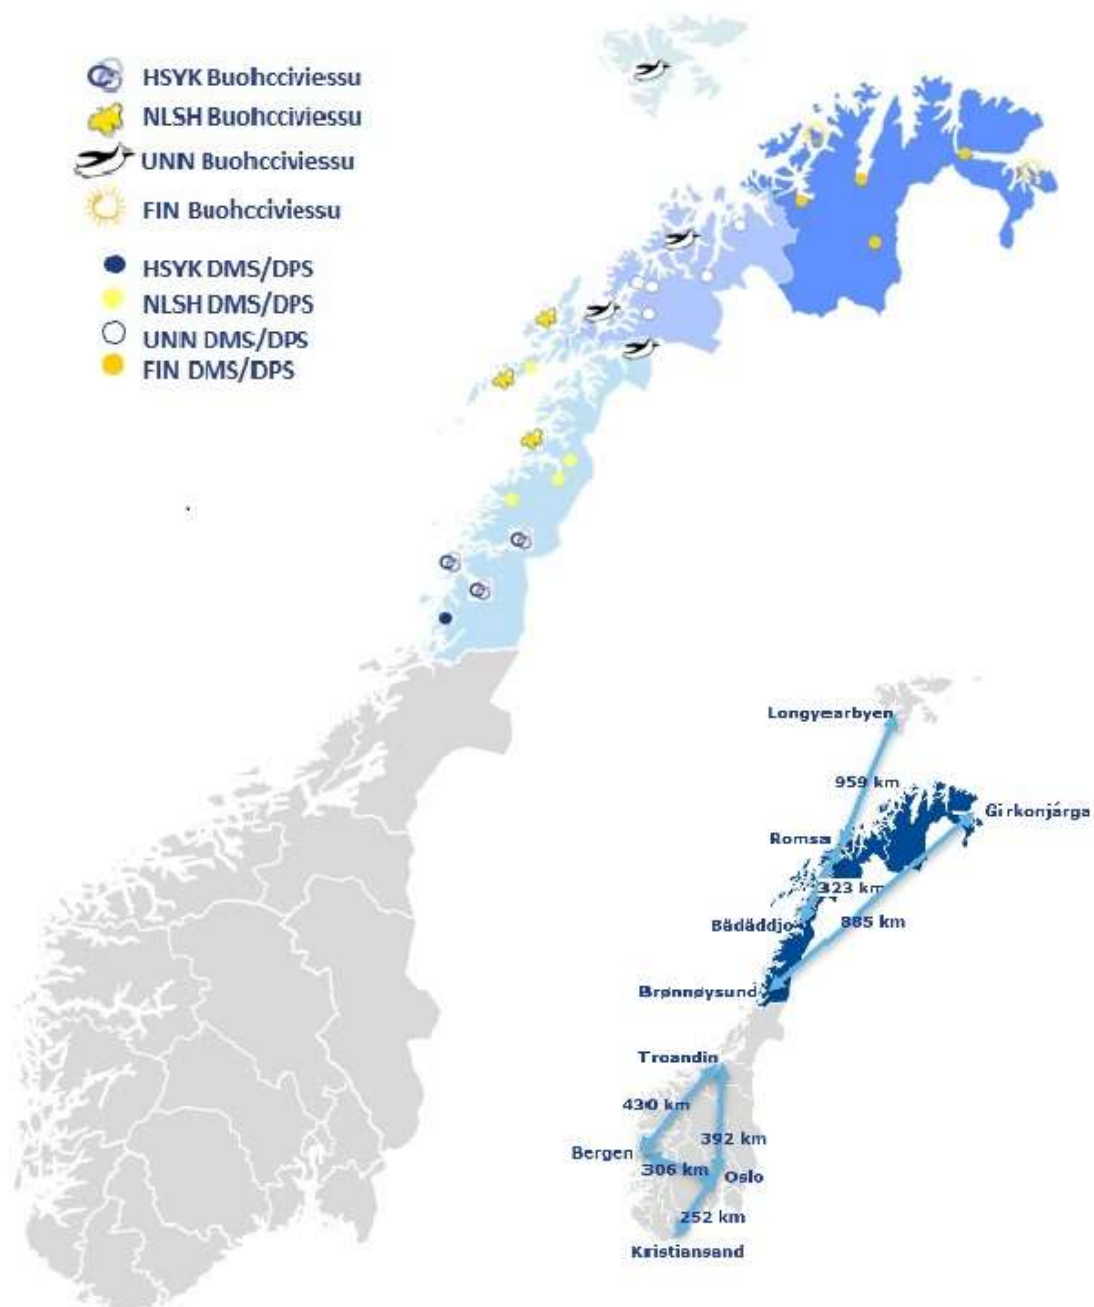 HSYK Buohcciviessu
NLSH Buohcciviessu
UNN Buohcciviessu
FIN Buohcciviessu
HSYK DMS/DPS
NLSH DMS/DPS
UNN DMS/DPS
FIN DMS/DPS
Longyearbyen
959 km
Girkonjárga
Romsa
323 km
Bådåddjo
885 km
Brønnøysund
Troandin
430 km
392 km
Bergen
306 km
Oslo
252 km
Kristiansand